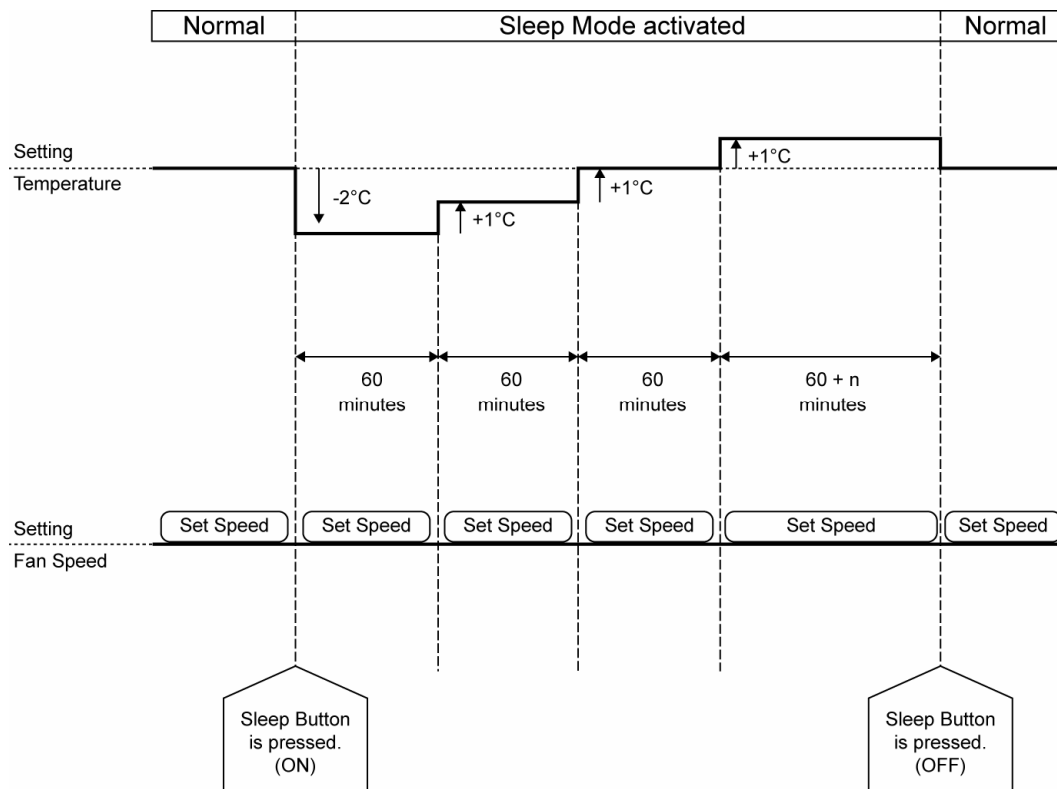 Normal
Sleep Mode activated
Normal
Setting
Temperature
-2°C
+1°C
+1°C
+1°C
60
minutes
60
minutes
60
minutes
60 + n
minutes
Setting
Fan Speed
Set Speed
Set Speed
Set Speed
Set Speed
Set Speed
Set Speed
Sleep Button
is pressed.
(ON)
Sleep Button
is pressed.
(OFF)